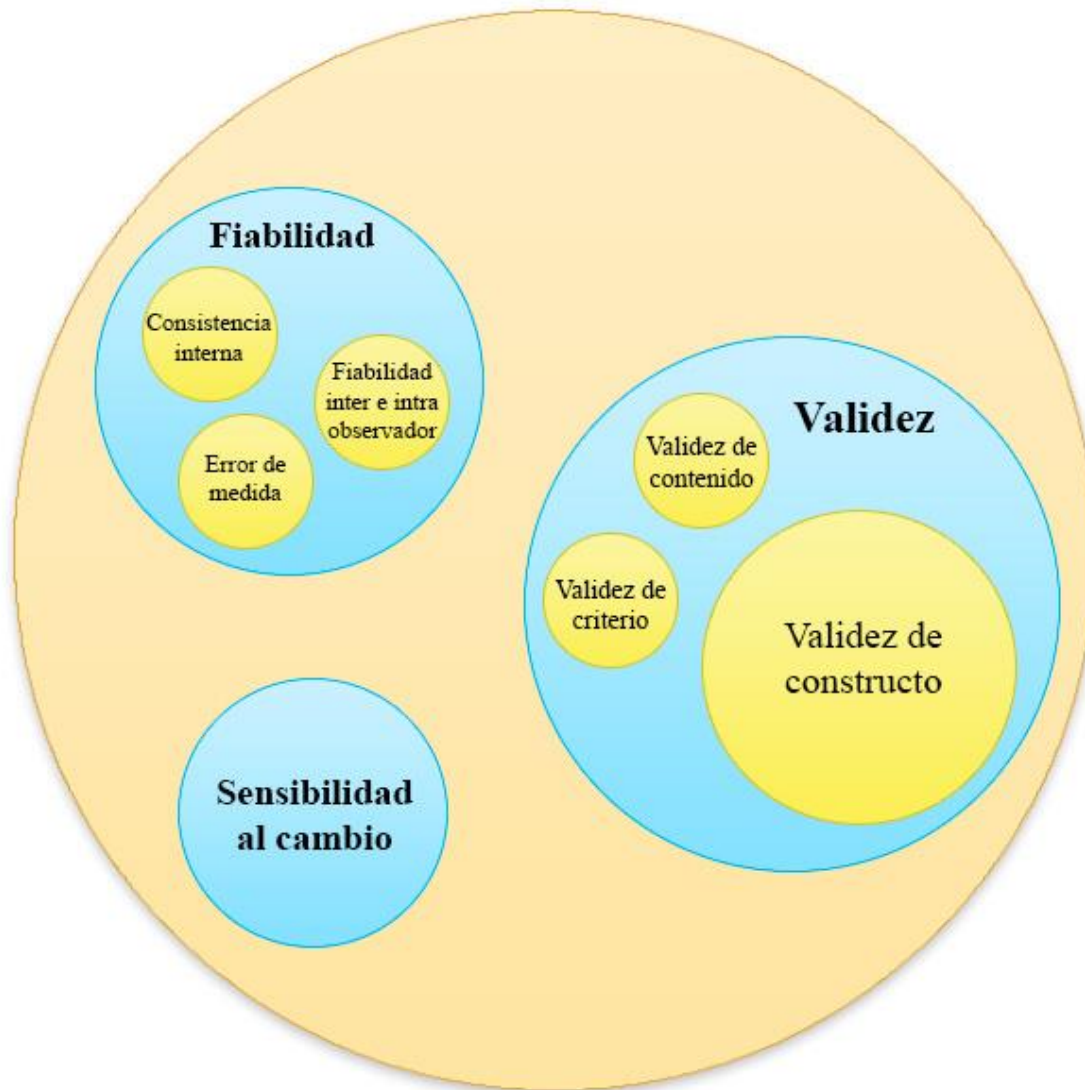 Fiabilidad
Consistencia
interna
Fiabilidad
inter e intra
observador
Error de
medida
Validez
Validez de
contenido
Validez de
criterio
Validez de
constructo
Sensibilidad
al cambio